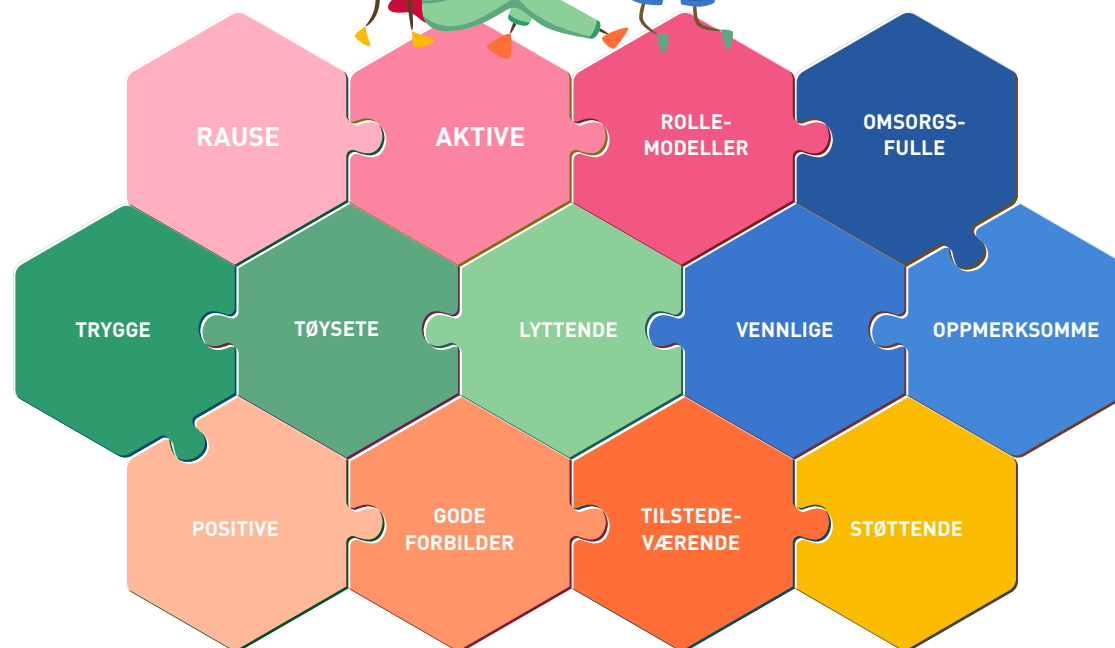 RAUSE
AKTIVE
ROLLE-
MODELLER
OMSORGS-
FULLE
TRYGGE
TØYSETE
LYTTENDE
VENNLIGE
OPPMERKSOMME
POSITIVE
GODE
FORBILDER
TILSTEDE-
VÆRENDE
STØTTENDE